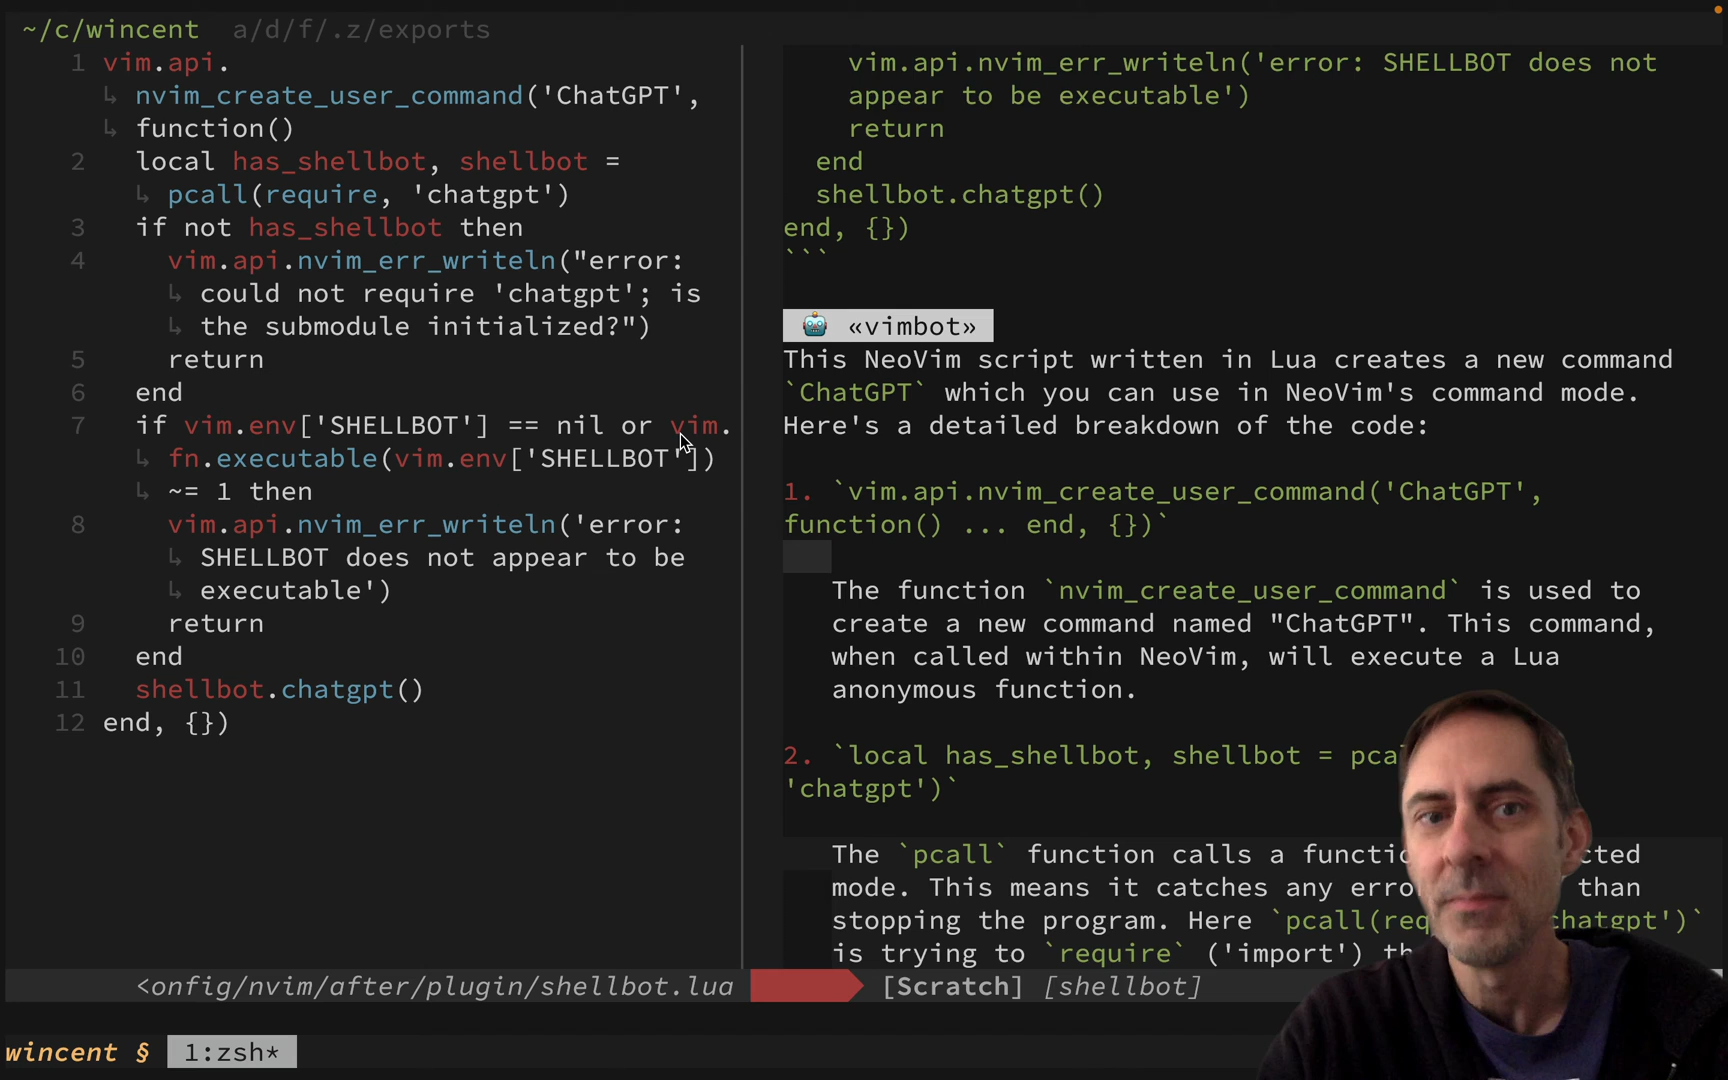 ~/c/wincent a/d/f/.z/exports
1 vim.api.
↳ nvim_create_user_command('ChatGPT',
↳ function()
2 local has_shellbot, shellbot =
↳ pcall(require, 'chatgpt')
3 if not has_shellbot then
4 vim.api.nvim_err_writeln("error:
↳ could not require 'chatgpt'; is
↳ the submodule initialized?")
5 return
6 end
7 if vim.env['SHELLBOT'] == nil or vim.
↳ fn.executable(vim.env['SHELLBOT'])
↳ ~= 1 then
8 vim.api.nvim_err_writeln('error:
↳ SHELLBOT does not appear to be
↳ executable')
9 return
10 end
11 shellbot.chatgpt()
12 end, {})
<onfig/nvim/after/plugin/shellbot.lua
vim.api.nvim_err_writeln('error: SHELLBOT does not
appear to be executable')
return
end
shellbot.chatgpt()
end, {})
```
🤖 «vimbot»
This NeoVim script written in Lua creates a new command
`ChatGPT` which you can use in NeoVim's command mode.
Here's a detailed breakdown of the code:
1. `vim.api.nvim_create_user_command('ChatGPT',
function() ... end, {})`
The function `nvim_create_user_command` is used to
create a new command named "ChatGPT". This command,
when called within NeoVim, will execute a Lua
anonymous function.
2. `local has_shellbot, shellbot =
'chatgpt')`
The `pcall` function calls a
mode. This means it catches any than
stopping the program. Here
is trying to `require` ('import')
[Scratch] [shellbot]
wincent § 1:zsh*